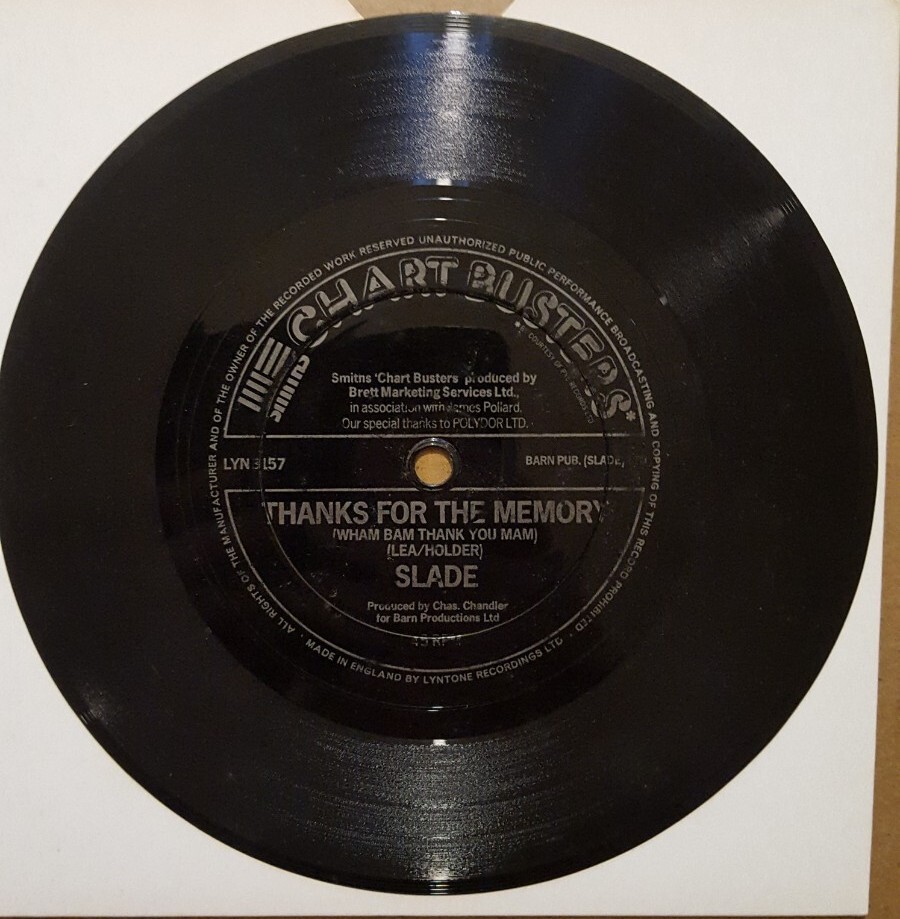 ALL RIGHTS OF THE MANUFACTURER AND OF THE OWNER OF THE RECORDED WORK RESERVED UNAUTHORIZED PUBLIC PERFORMANCE BROADCASTING AND COPYING OF THIS RECORD PROHIBITED
CHART BUSTERS*
* COURTESY OF
Smiths 'Chart Busters' produced by
Brett Marketing Services Ltd.,
in association with James Pollard.
Our special thanks to POLYDOR LTD.
LYN 3157
BARN PUB. (SLADE) LTD
THANKS FOR THE MEMORY
(WHAM BAM THANK YOU MAM)
(LEA/HOLDER)
SLADE
Produced by Chas. Chandler
for Barn Productions Ltd
45 RPM
MADE IN ENGLAND BY LYNTONE RECORDINGS LTD